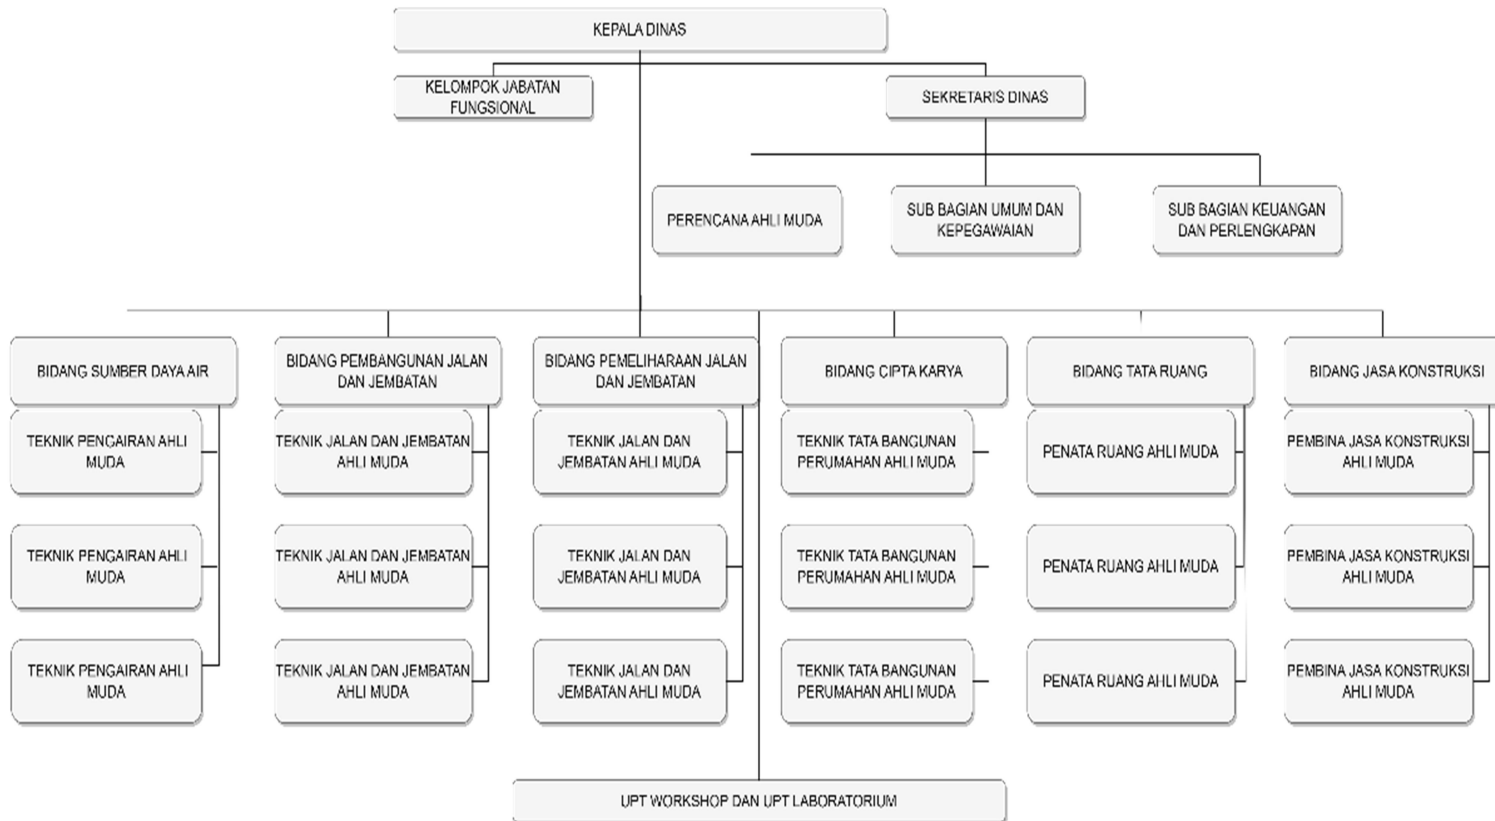 KEPALA DINAS
KELOMPOK JABATAN
FUNGSIONAL
SEKRETARIS DINAS
PERENCANA AHLI MUDA
SUB BAGIAN UMUM DAN
KEPEGAWAIAN
SUB BAGIAN KEUANGAN
DAN PERLENGKAPAN
BIDANG SUMBER DAYA AIR
BIDANG PEMBANGUNAN JALAN
DAN JEMBATAN
BIDANG PEMELIHARAAN JALAN
DAN JEMBATAN
BIDANG CIPTA KARYA
BIDANG TATA RUANG
BIDANG JASA KONSTRUKSI
TEKNIK PENGAIRAN AHLI
MUDA
TEKNIK JALAN DAN JEMBATAN
AHLI MUDA
TEKNIK JALAN DAN
JEMBATAN AHLI MUDA
TEKNIK TATA BANGUNAN
PERUMAHAN AHLI MUDA
PENATA RUANG AHLI MUDA
PEMBINA JASA KONSTRUKSI
AHLI MUDA
TEKNIK PENGAIRAN AHLI
MUDA
TEKNIK JALAN DAN JEMBATAN
AHLI MUDA
TEKNIK JALAN DAN
JEMBATAN AHLI MUDA
TEKNIK TATA BANGUNAN
PERUMAHAN AHLI MUDA
PENATA RUANG AHLI MUDA
PEMBINA JASA KONSTRUKSI
AHLI MUDA
TEKNIK PENGAIRAN AHLI
MUDA
TEKNIK JALAN DAN JEMBATAN
AHLI MUDA
TEKNIK JALAN DAN
JEMBATAN AHLI MUDA
TEKNIK TATA BANGUNAN
PERUMAHAN AHLI MUDA
PENATA RUANG AHLI MUDA
PEMBINA JASA KONSTRUKSI
AHLI MUDA
UPT WORKSHOP DAN UPT LABORATORIUM